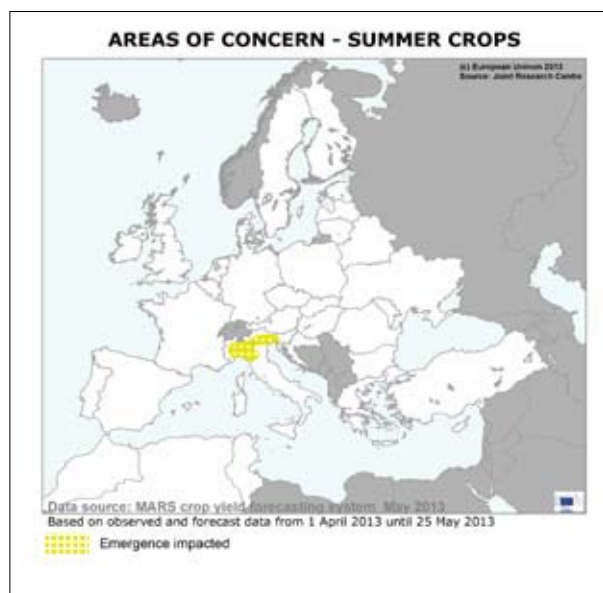 AREAS OF CONCERN - SUMMER CROPS
(c) European Union 2013
Source: Joint Research Centre
Data source: MARS crop yield forecasting system May 2013
Based on observed and forecast data from 1 April 2013 until 25 May 2013
Emergence impacted